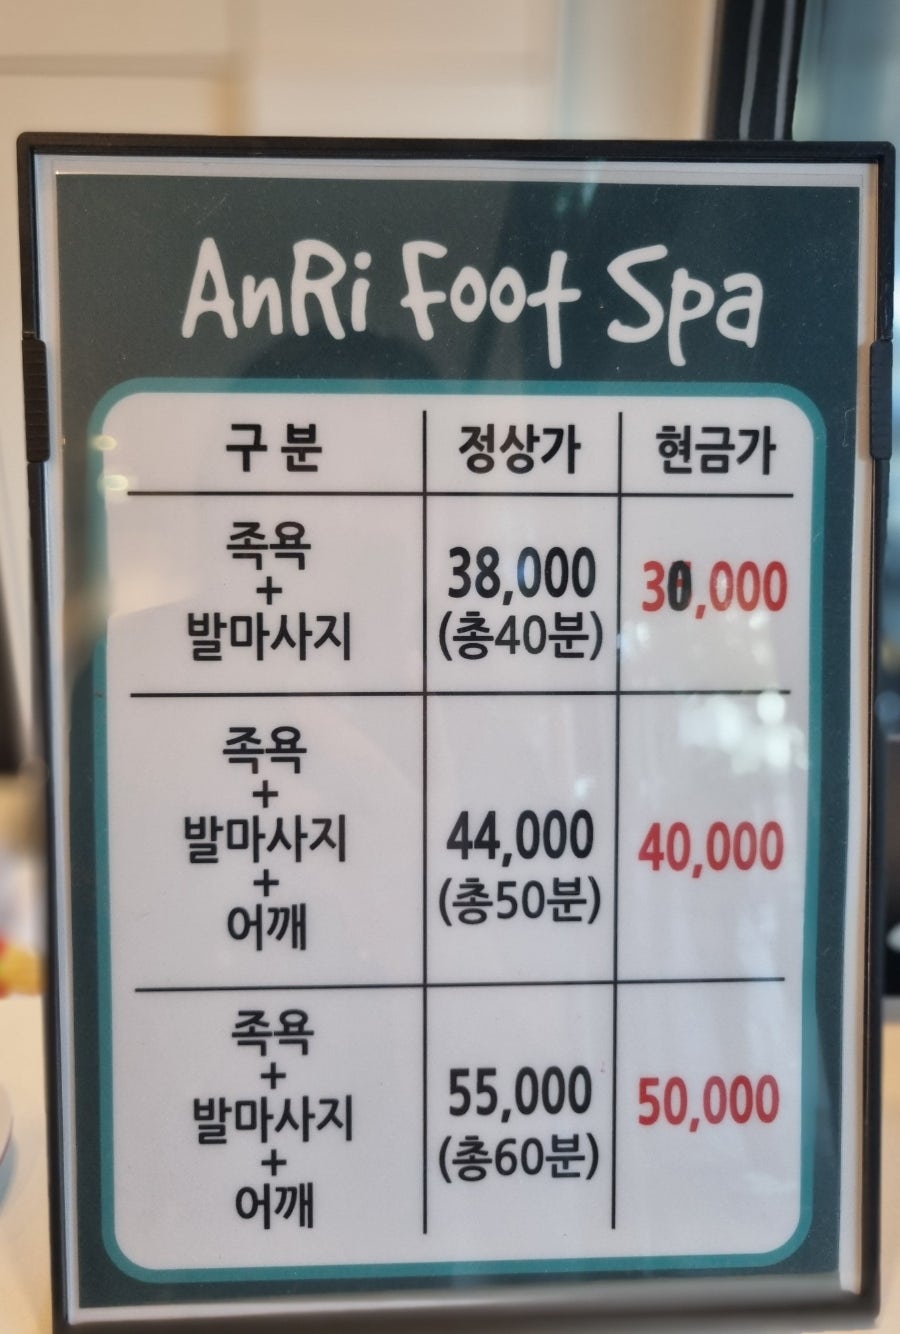 AnRi Foot Spa
구 분 정상가 현금가
족욕
+
발마사지
38,000
(총40분)
30,000
족욕
+
발마사지
+
어깨
44,000
(총50분)
40,000
족욕
+
발마사지
+
어깨
55,000
(총60분)
50,000